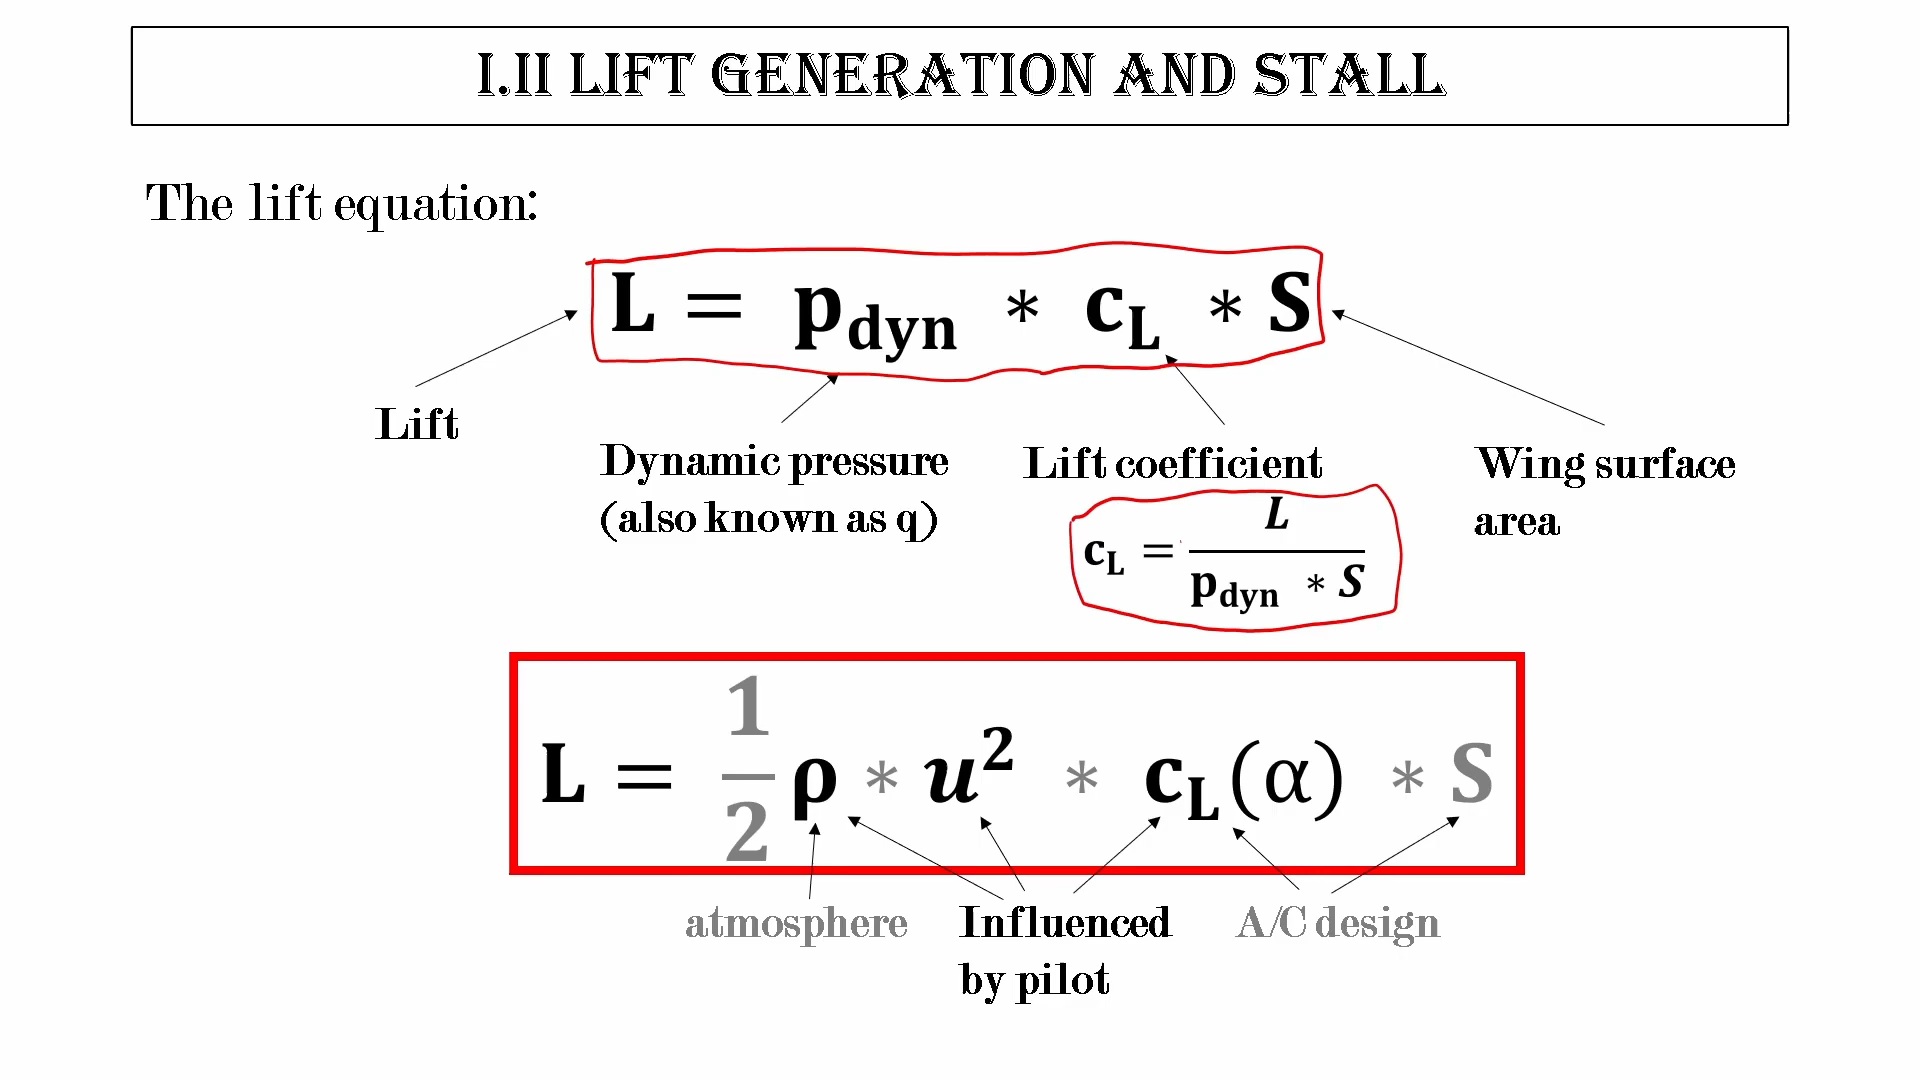 I.II LIFT GENERATION AND STALL
The lift equation:
L = p_dyn * c_L * S
Lift
Dynamic pressure
(also known as q)
Lift coefficient
c_L = L / (p_dyn * S)
Wing surface
area
L = 1/2 ρ * u² * c_L(α) * S
atmosphere
Influenced
by pilot
A/C design